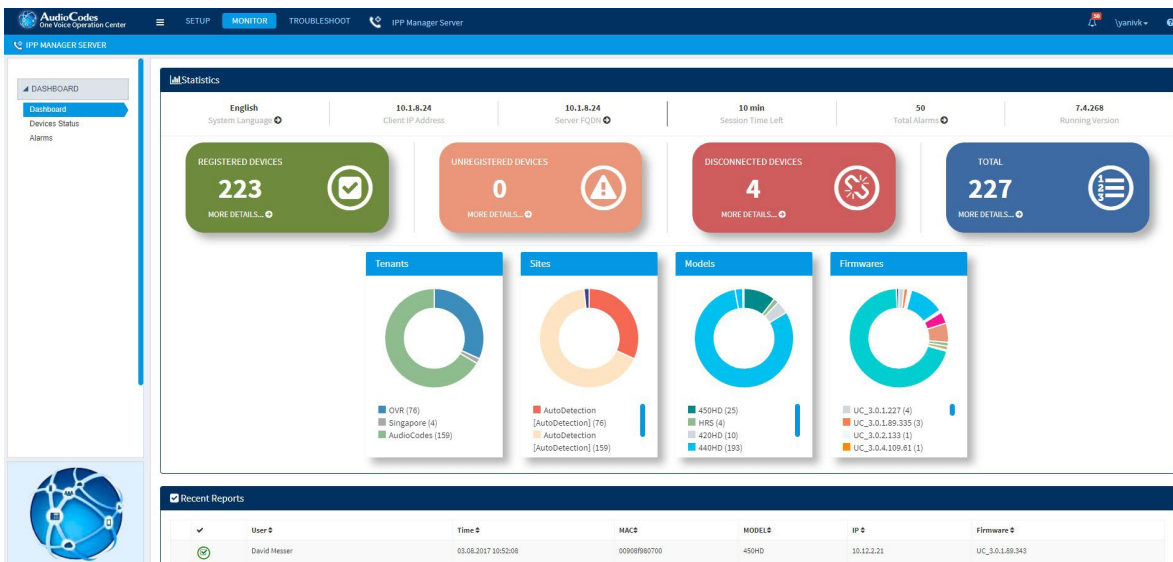 AudioCodes
One Voice Operation Center
SETUP MONITOR TROUBLESHOOT IPP Manager Server
50
\yanivk
IPP MANAGER SERVER
DASHBOARD
Dashboard
Devices Status
Alarms
Statistics
English 10.1.8.24 10.1.8.24 10 min 50 7.4.268
System Language Client IP Address Server FQDN Session Time Left Total Alarms Running Version
REGISTERED DEVICES
223
MORE DETAILS...
UNREGISTERED DEVICES
0
MORE DETAILS...
DISCONNECTED DEVICES
4
MORE DETAILS...
TOTAL
227
MORE DETAILS...
1
2
3
Tenants
OVR (76)
Singapore (4)
AudioCodes (159)
Sites
AutoDetection
[AutoDetection] (76)
AutoDetection
[AutoDetection] (159)
Models
450HD (25)
HRS (4)
420HD (10)
440HD (193)
Firmwares
UC_3.0.1.227 (4)
UC_3.0.1.89.335 (3)
UC_3.0.2.133 (1)
UC_3.0.4.109.61 (1)
Recent Reports
User Time MAC MODEL IP Firmware
David Messer 03.08.2017 10:52:08 00908f980700 450HD 10.12.2.21 UC_3.0.1.89.343